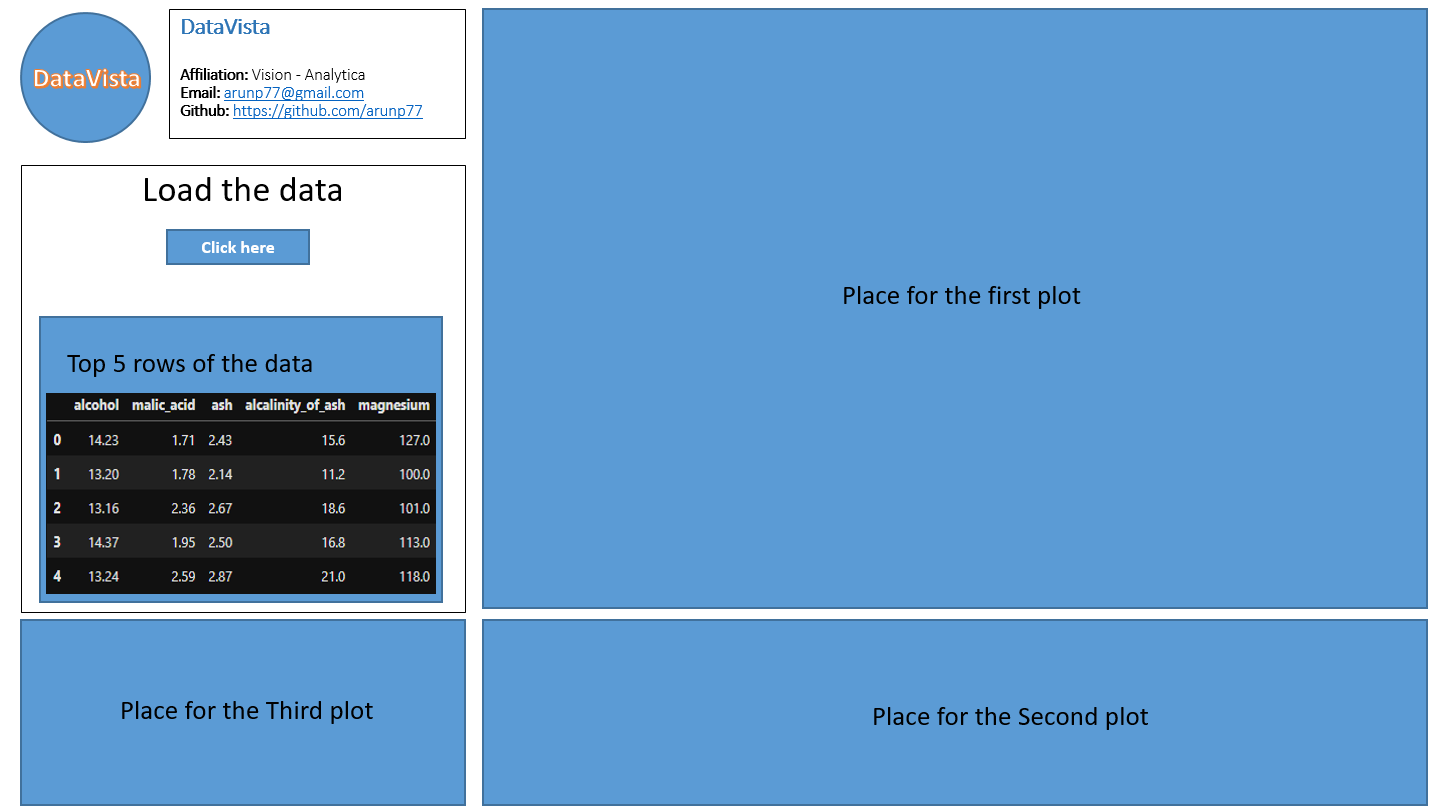 DataVista
DataVista
Affiliation: Vision - Analytica
Email: arunp77@gmail.com
Github: https://github.com/arunp77
Load the data
Click here
Top 5 rows of the data
alcohol malic_acid ash alcalinity_of_ash magnesium
0 14.23 1.71 2.43 15.6 127.0
1 13.20 1.78 2.14 11.2 100.0
2 13.16 2.36 2.67 18.6 101.0
3 14.37 1.95 2.50 16.8 113.0
4 13.24 2.59 2.87 21.0 118.0
Place for the first plot
Place for the Third plot
Place for the Second plot